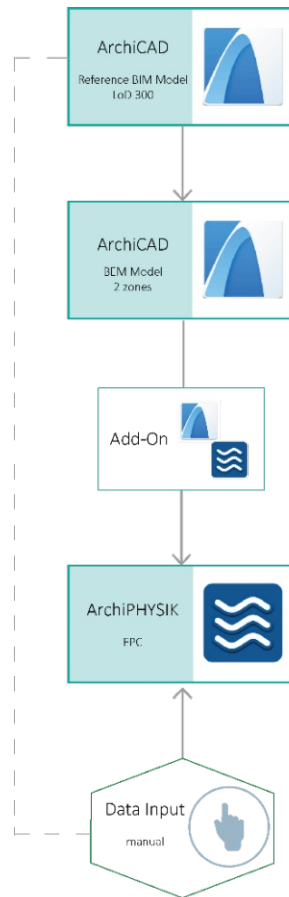 ArchiCAD
Reference BIM Model
LoD 300
ArchiCAD
BEM Model
2 zones
Add-On
ArchiPHYSIK
EPC
Data Input
manual